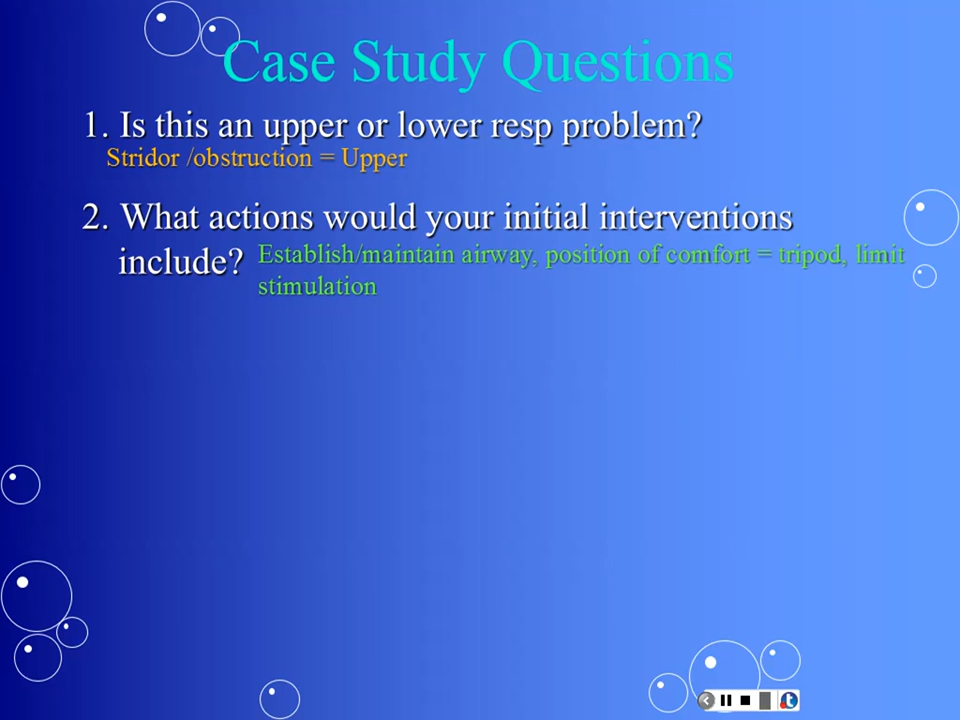 Case Study Questions
1. Is this an upper or lower resp problem?
Stridor /obstruction = Upper
2. What actions would your initial interventions
include?
Establish/maintain airway, position of comfort = tripod, limit
stimulation